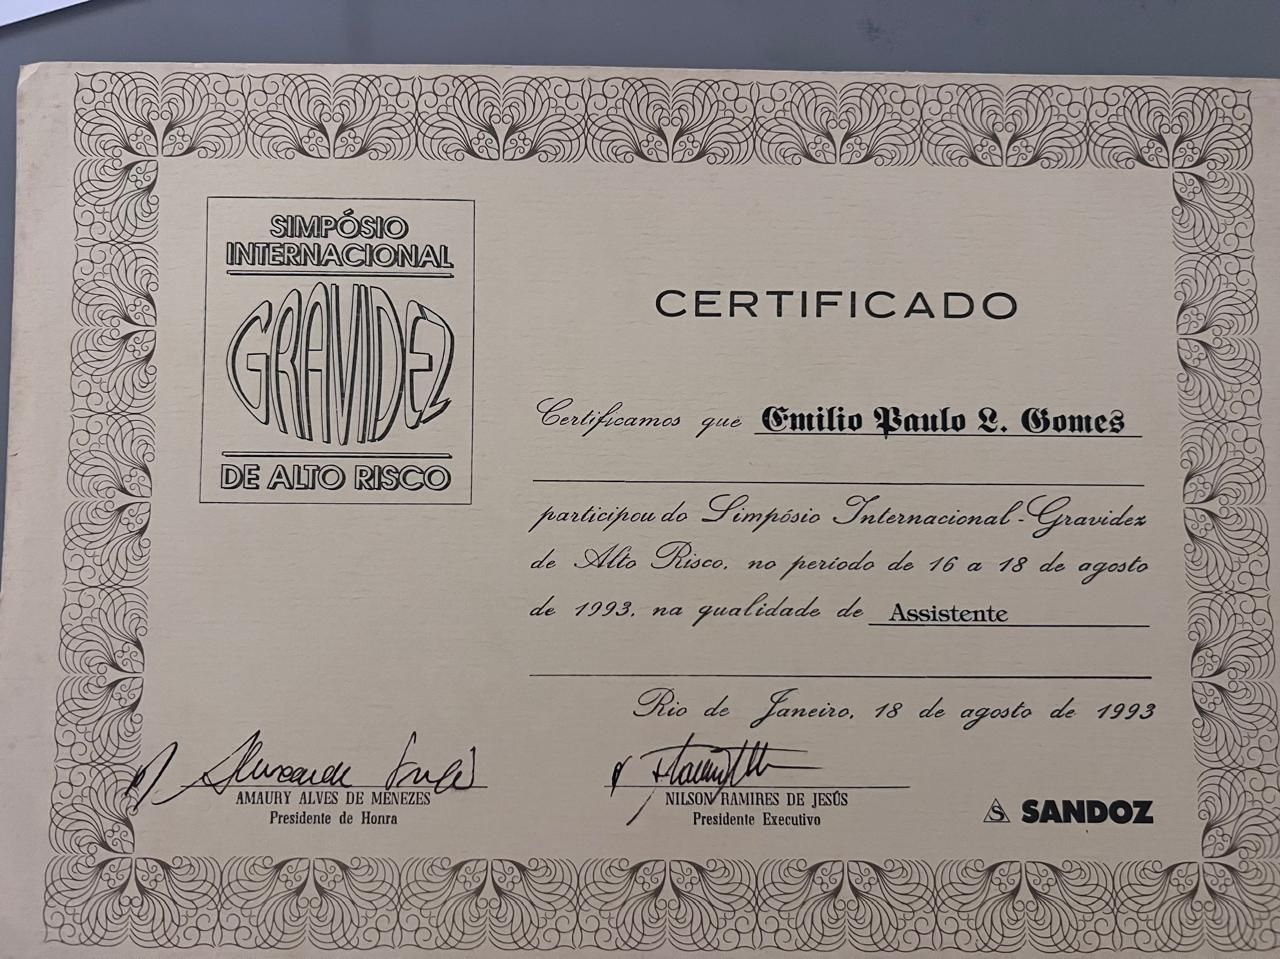 SIMPÓSIO
INTERNACIONAL
GRAVIDEZ
DE ALTO RISCO
CERTIFICADO
Certificamos que Emilio Paulo L. Gomes
participou do Simpósio Internacional - Gravidez
de Alto Risco, no período de 16 a 18 de agosto
de 1993, na qualidade de Assistente
Rio de Janeiro, 18 de agosto de 1993
AMAURY ALVES DE MENEZES
Presidente de Honra
NILSON RAMIRES DE JESÚS
Presidente Executivo
S SANDOZ